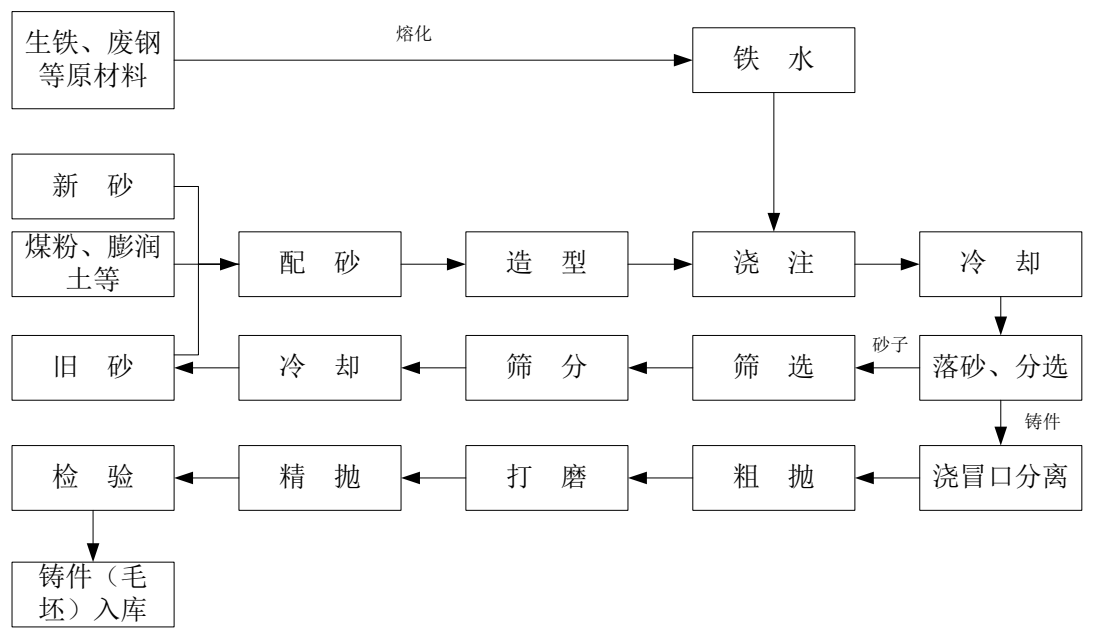 生铁、废钢
等原材料
熔化
铁 水
新 砂
煤粉、膨润
土等
配 砂
造 型
浇 注
冷 却
旧 砂
冷 却
筛 分
筛 选
砂子
落砂、分选
铸件
检 验
精 抛
打 磨
粗 抛
浇冒口分离
铸件（毛
坯）入库